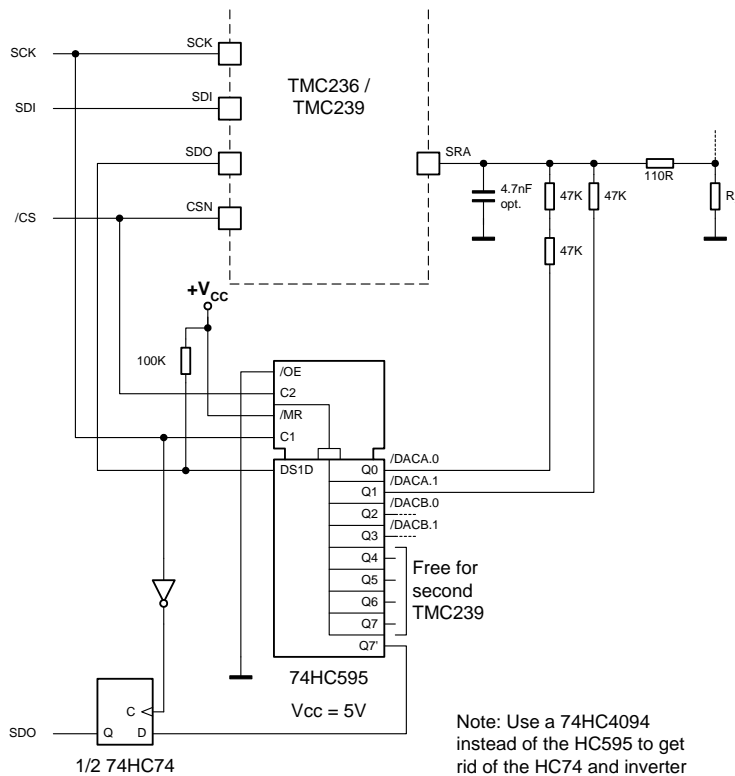 SCK
SCK
TMC236 /
TMC239
SDI
SDI
SDO
SRA
110R
4.7nF
opt.
47K
47K
R
/CS
CSN
47K
+VCC
100K
/OE
C2
/MR
C1
DS1D
/DACA.0
Q0
/DACA.1
Q1
/DACB.0
Q2
/DACB.1
Q3
Q4
Q5
Q6
Q7
Q7'
Free for
second
TMC239
74HC595
Vcc = 5V
C
SDO
Q
D
1/2 74HC74
Note: Use a 74HC4094
instead of the HC595 to get
rid of the HC74 and inverter